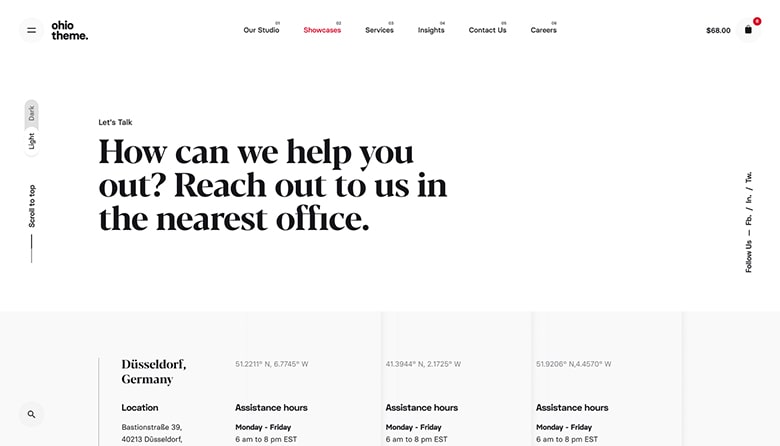 ohio
theme.
01
Our Studio
02
Showcases
03
Services
04
Insights
05
Contact Us
06
Careers
$68.00
Dark
Light
Scroll to top
Let's Talk
How can we help you
out? Reach out to us in
the nearest office.
Follow Us — Fb. / In. / Tw.
Düsseldorf,
Germany
51.2211° N, 6.7745° W
41.3944° N, 2.1725° W
51.9206° N,4.4570° W
Location
Assistance hours
Assistance hours
Assistance hours
Bastionstraße 39,
40213 Düsseldorf,
Monday - Friday
6 am to 8 pm EST
Monday - Friday
6 am to 8 pm EST
Monday - Friday
6 am to 8 pm EST